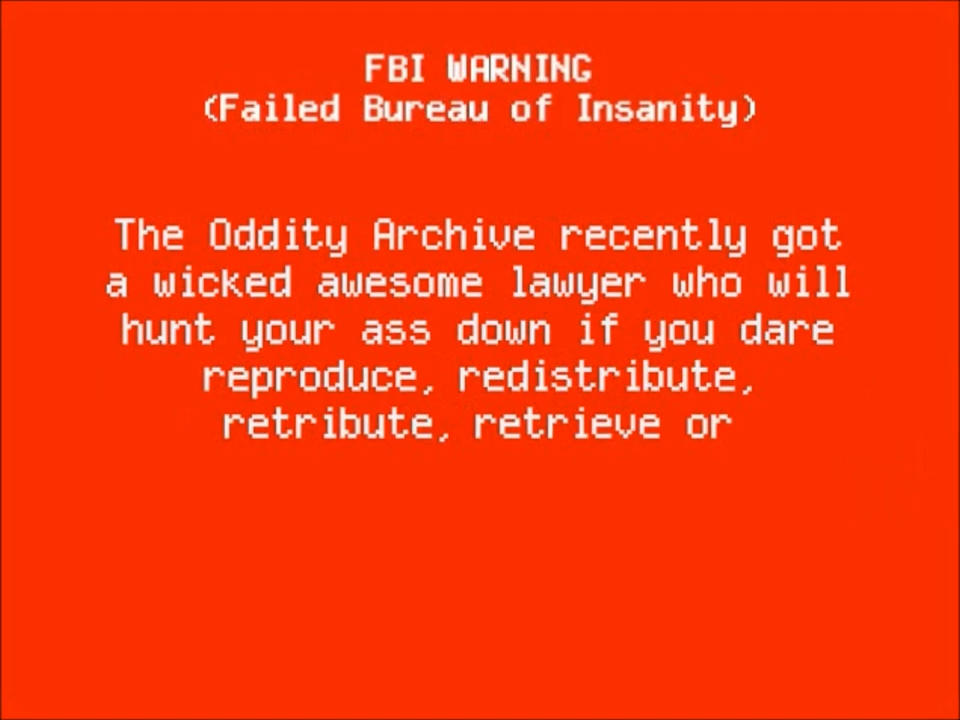 FBI WARNING
(Failed Bureau of Insanity)
The Oddity Archive recently got
a wicked awesome lawyer who will
hunt your ass down if you dare
reproduce, redistribute,
retribute, retrieve or